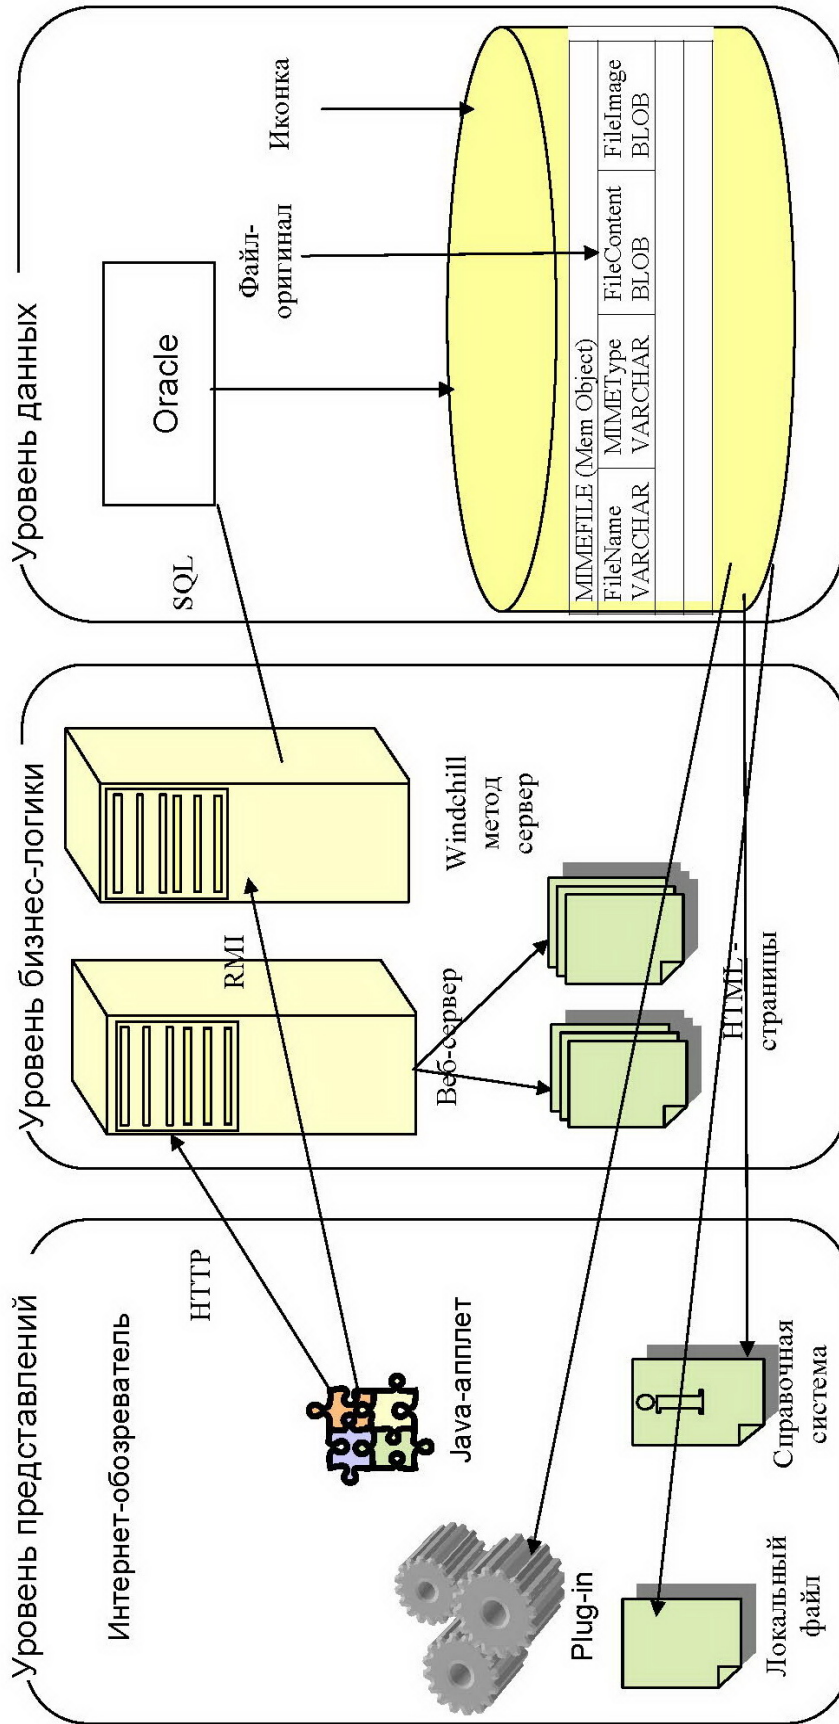 Уровень представлений
Интернет-обозреватель
HTTP
Java-апплет
Plug-in
Локальный
файл
Справочная
система
Уровень бизнес-логики
RMI
Веб-сервер
Windchill
метод
сервер
HTML -
страницы
Уровень данных
SQL
Oracle
Файл-
оригинал
Иконка
MIMEFILE (Mem Object)
FileName
VARCHAR
MIMEType
VARCHAR
FileContent
BLOB
FileImage
BLOB